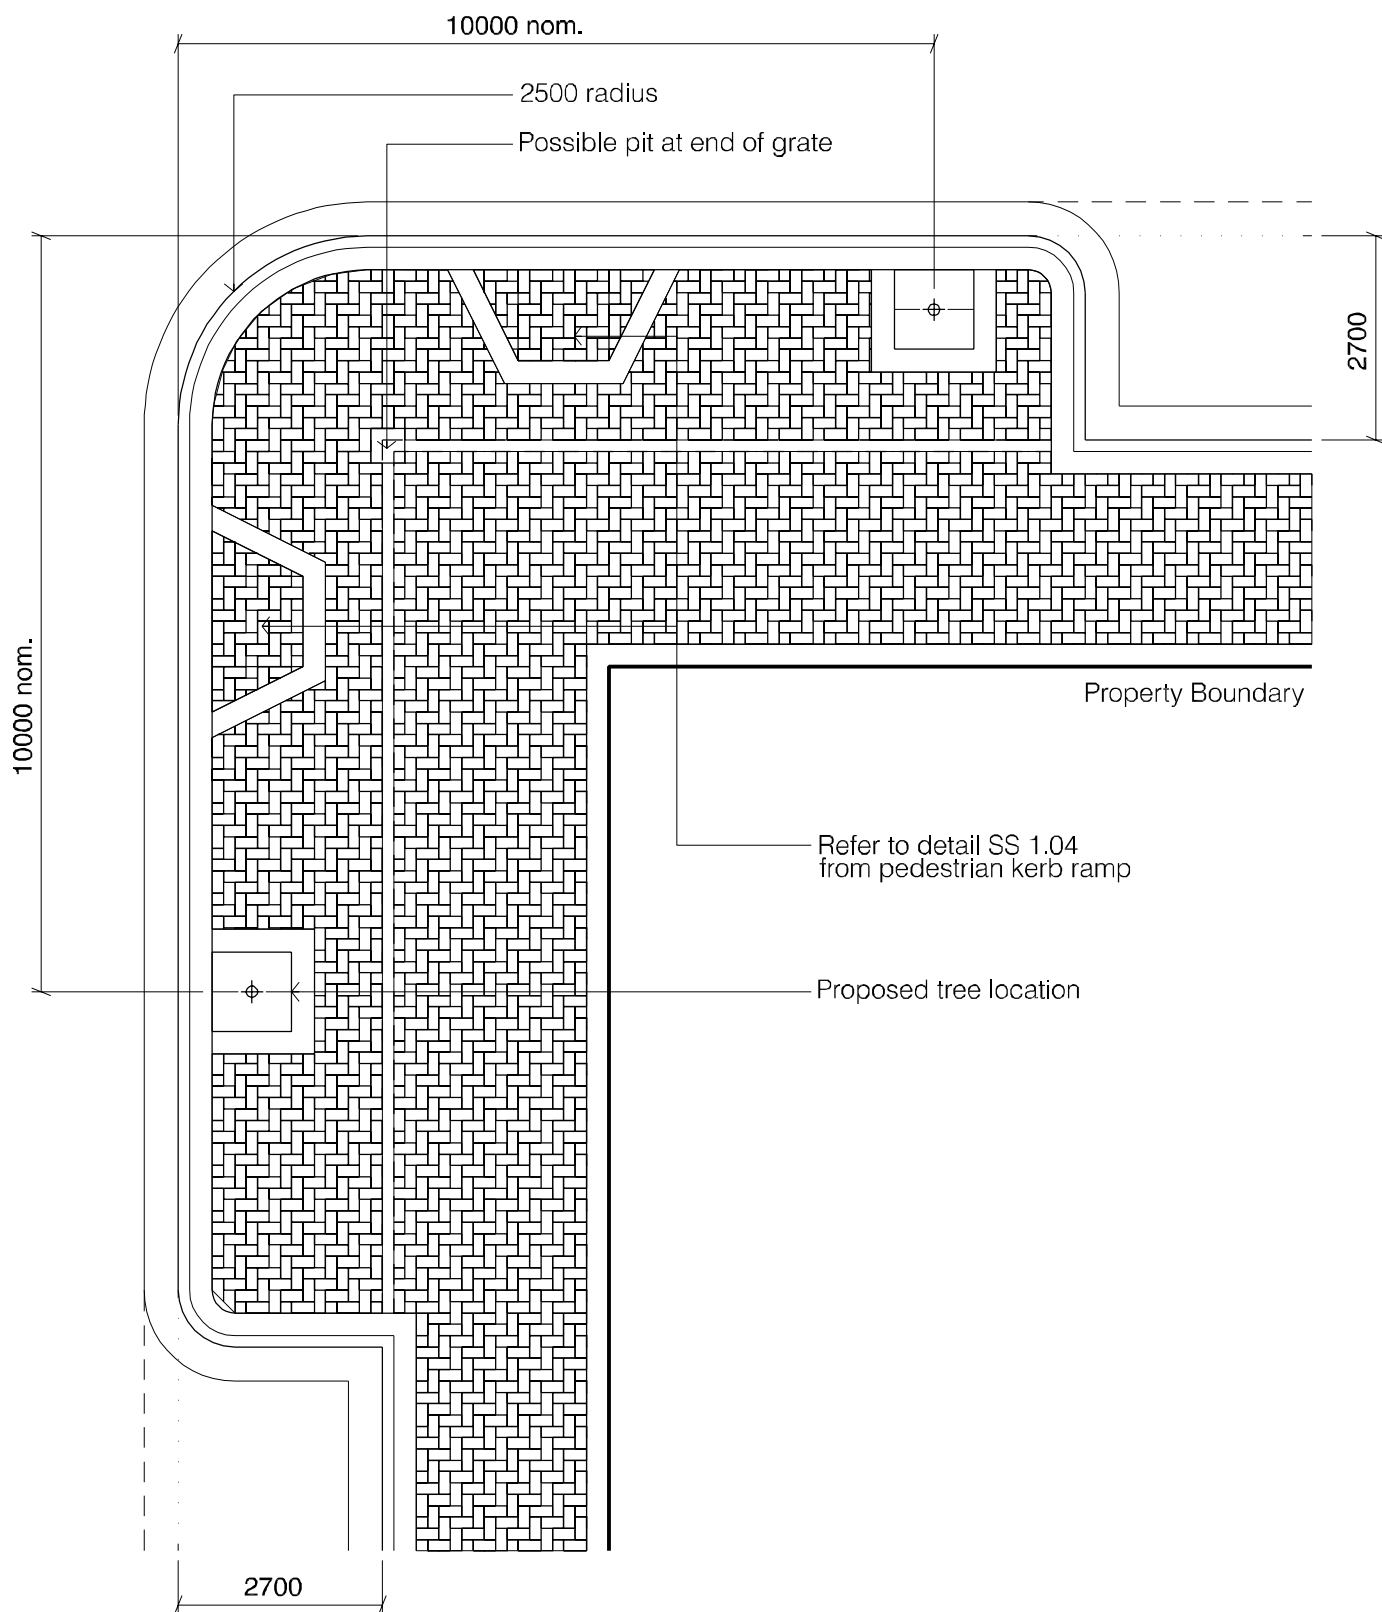 10000 nom.
2500 radius
Possible pit at end of grate
2700
10000 nom.
Property Boundary
Refer to detail SS 1.04
from pedestrian kerb ramp
Proposed tree location
2700